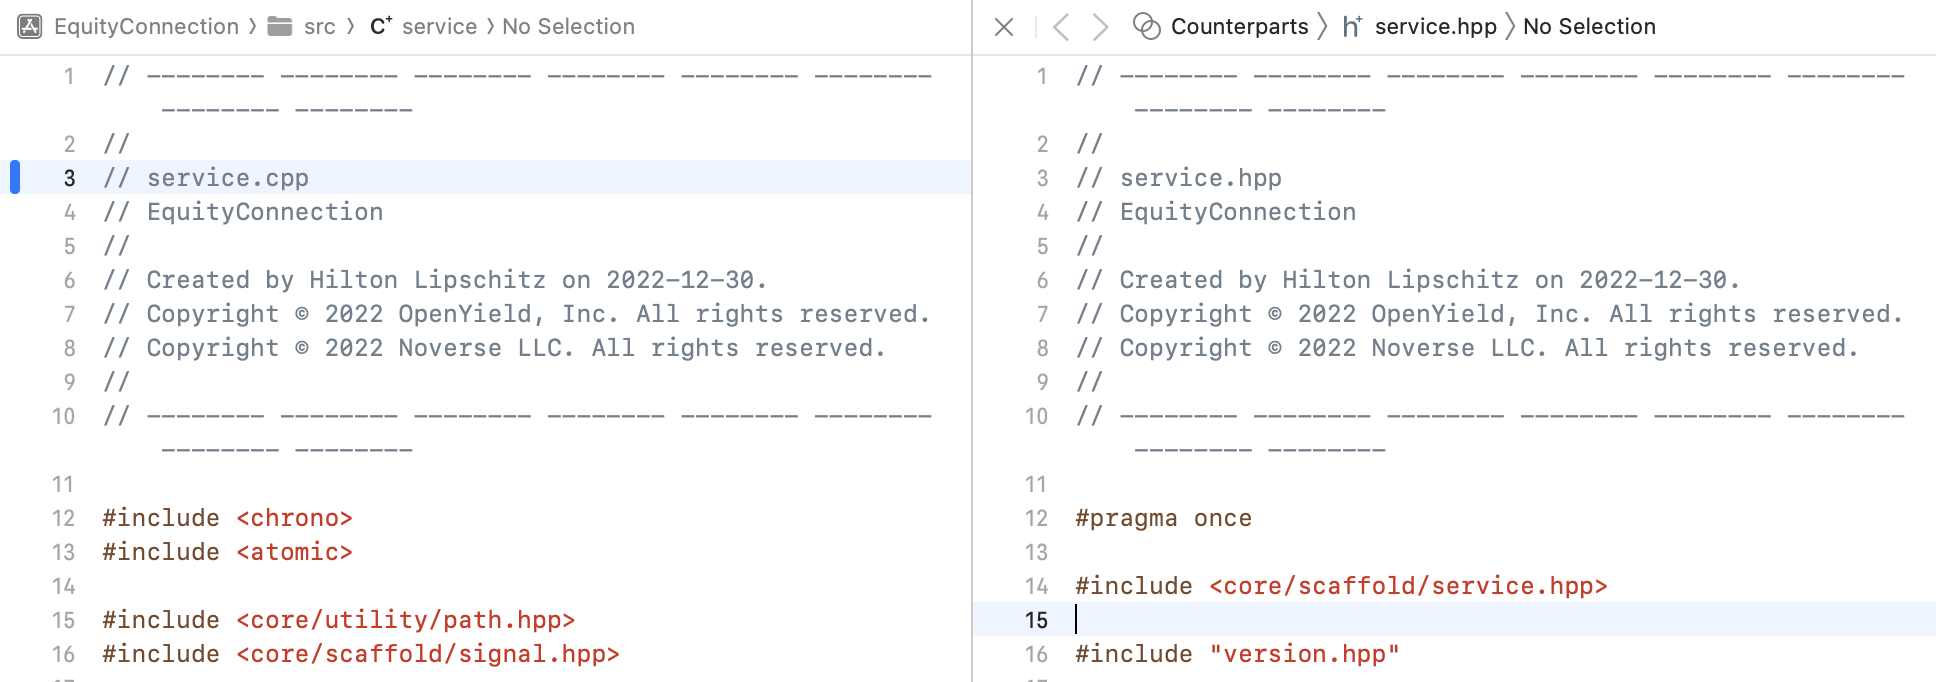 EquityConnection > src > C+ service > No Selection
1 // -------- -------- -------- -------- -------- --------
-------- --------
2 //
3 // service.cpp
4 // EquityConnection
5 //
6 // Created by Hilton Lipschitz on 2022-12-30.
7 // Copyright © 2022 OpenYield, Inc. All rights reserved.
8 // Copyright © 2022 Noverse LLC. All rights reserved.
9 //
10 // -------- -------- -------- -------- -------- --------
-------- --------
11
12 #include <chrono>
13 #include <atomic>
14
15 #include <core/utility/path.hpp>
16 #include <core/scaffold/signal.hpp>
Counterparts > h+ service.hpp > No Selection
1 // -------- -------- -------- -------- -------- --------
-------- --------
2 //
3 // service.hpp
4 // EquityConnection
5 //
6 // Created by Hilton Lipschitz on 2022-12-30.
7 // Copyright © 2022 OpenYield, Inc. All rights reserved.
8 // Copyright © 2022 Noverse LLC. All rights reserved.
9 //
10 // -------- -------- -------- -------- -------- --------
-------- --------
11
12 #pragma once
13
14 #include <core/scaffold/service.hpp>
15
16 #include "version.hpp"